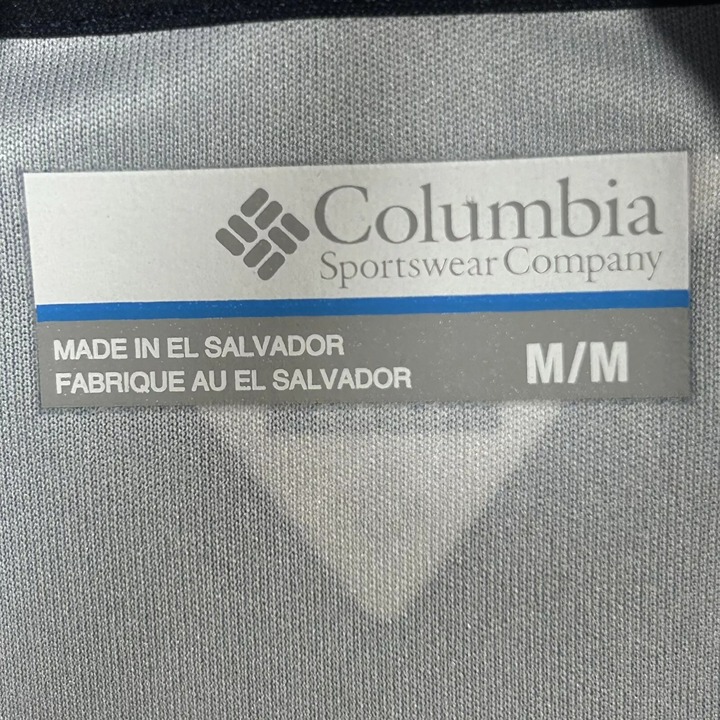 Columbia
Sportswear Company
MADE IN EL SALVADOR
FABRIQUE AU EL SALVADOR
M/M